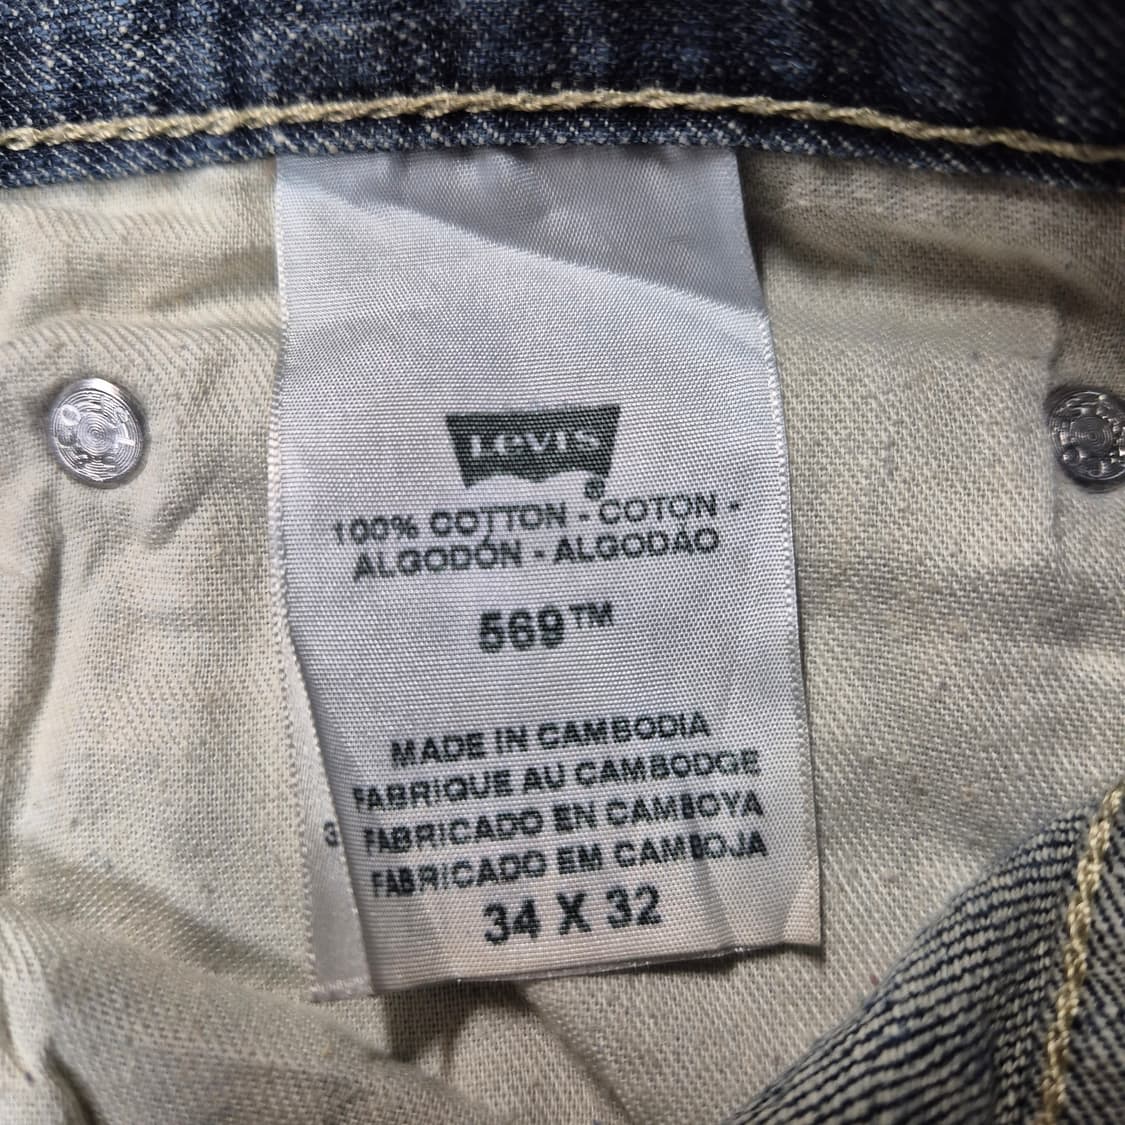 Levi's
®
100% COTTON - COTON -
ALGODÓN - ALGODÃO
569™
MADE IN CAMBODIA
FABRIQUE AU CAMBODGE
FABRICADO EN CAMBOYA
FABRICADO EM CAMBOJA
34 X 32